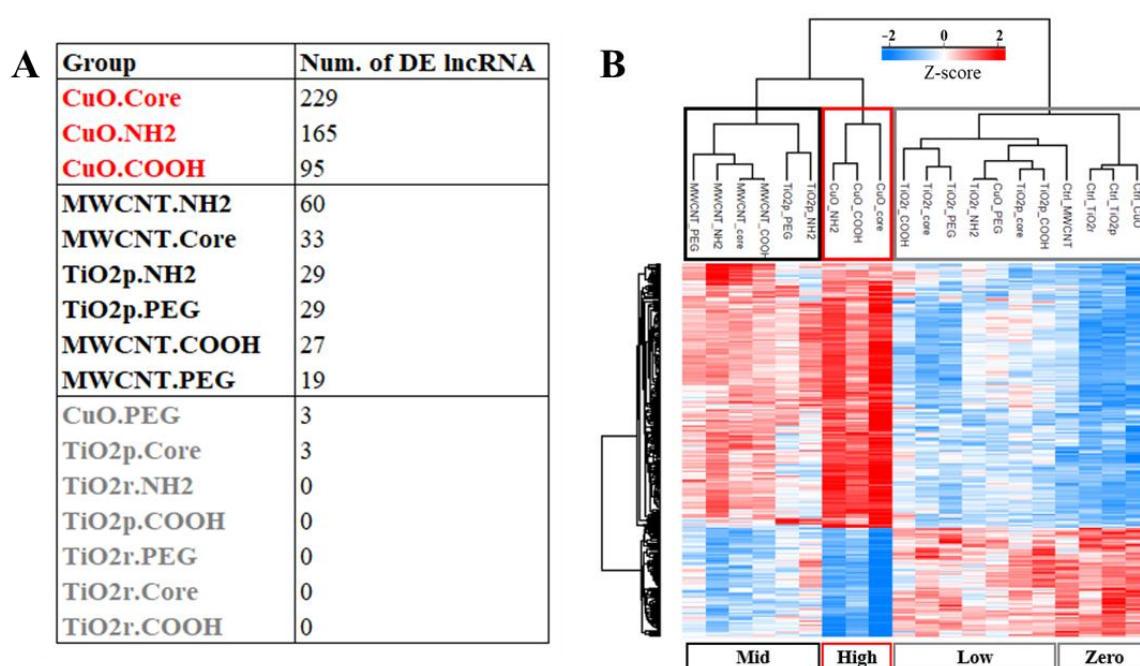 A
Group Num. of DE lncRNA
CuO.Core 229
CuO.NH2 165
CuO.COOH 95
MWCNT.NH2 60
MWCNT.Core 33
TiO2p.NH2 29
TiO2p.PEG 29
MWCNT.COOH 27
MWCNT.PEG 19
CuO.PEG 3
TiO2p.Core 3
TiO2r.NH2 0
TiO2p.COOH 0
TiO2r.PEG 0
TiO2r.Core 0
TiO2r.COOH 0
B
−2 0 2
Z-score
MWCNT_PEG
MWCNT_NH2
MWCNT_core
MWCNT_COOH
TiO2p_PEG
TiO2p_NH2
CuO_NH2
CuO_COOH
CuO_core
TiO2r_COOH
TiO2r_core
TiO2r_PEG
TiO2r_NH2
CuO_PEG
TiO2p_core
TiO2p_COOH
Ctrl_MWCNT
Ctrl_TiO2r
Ctrl_TiO2p
Ctrl_CuO
Mid High Low Zero